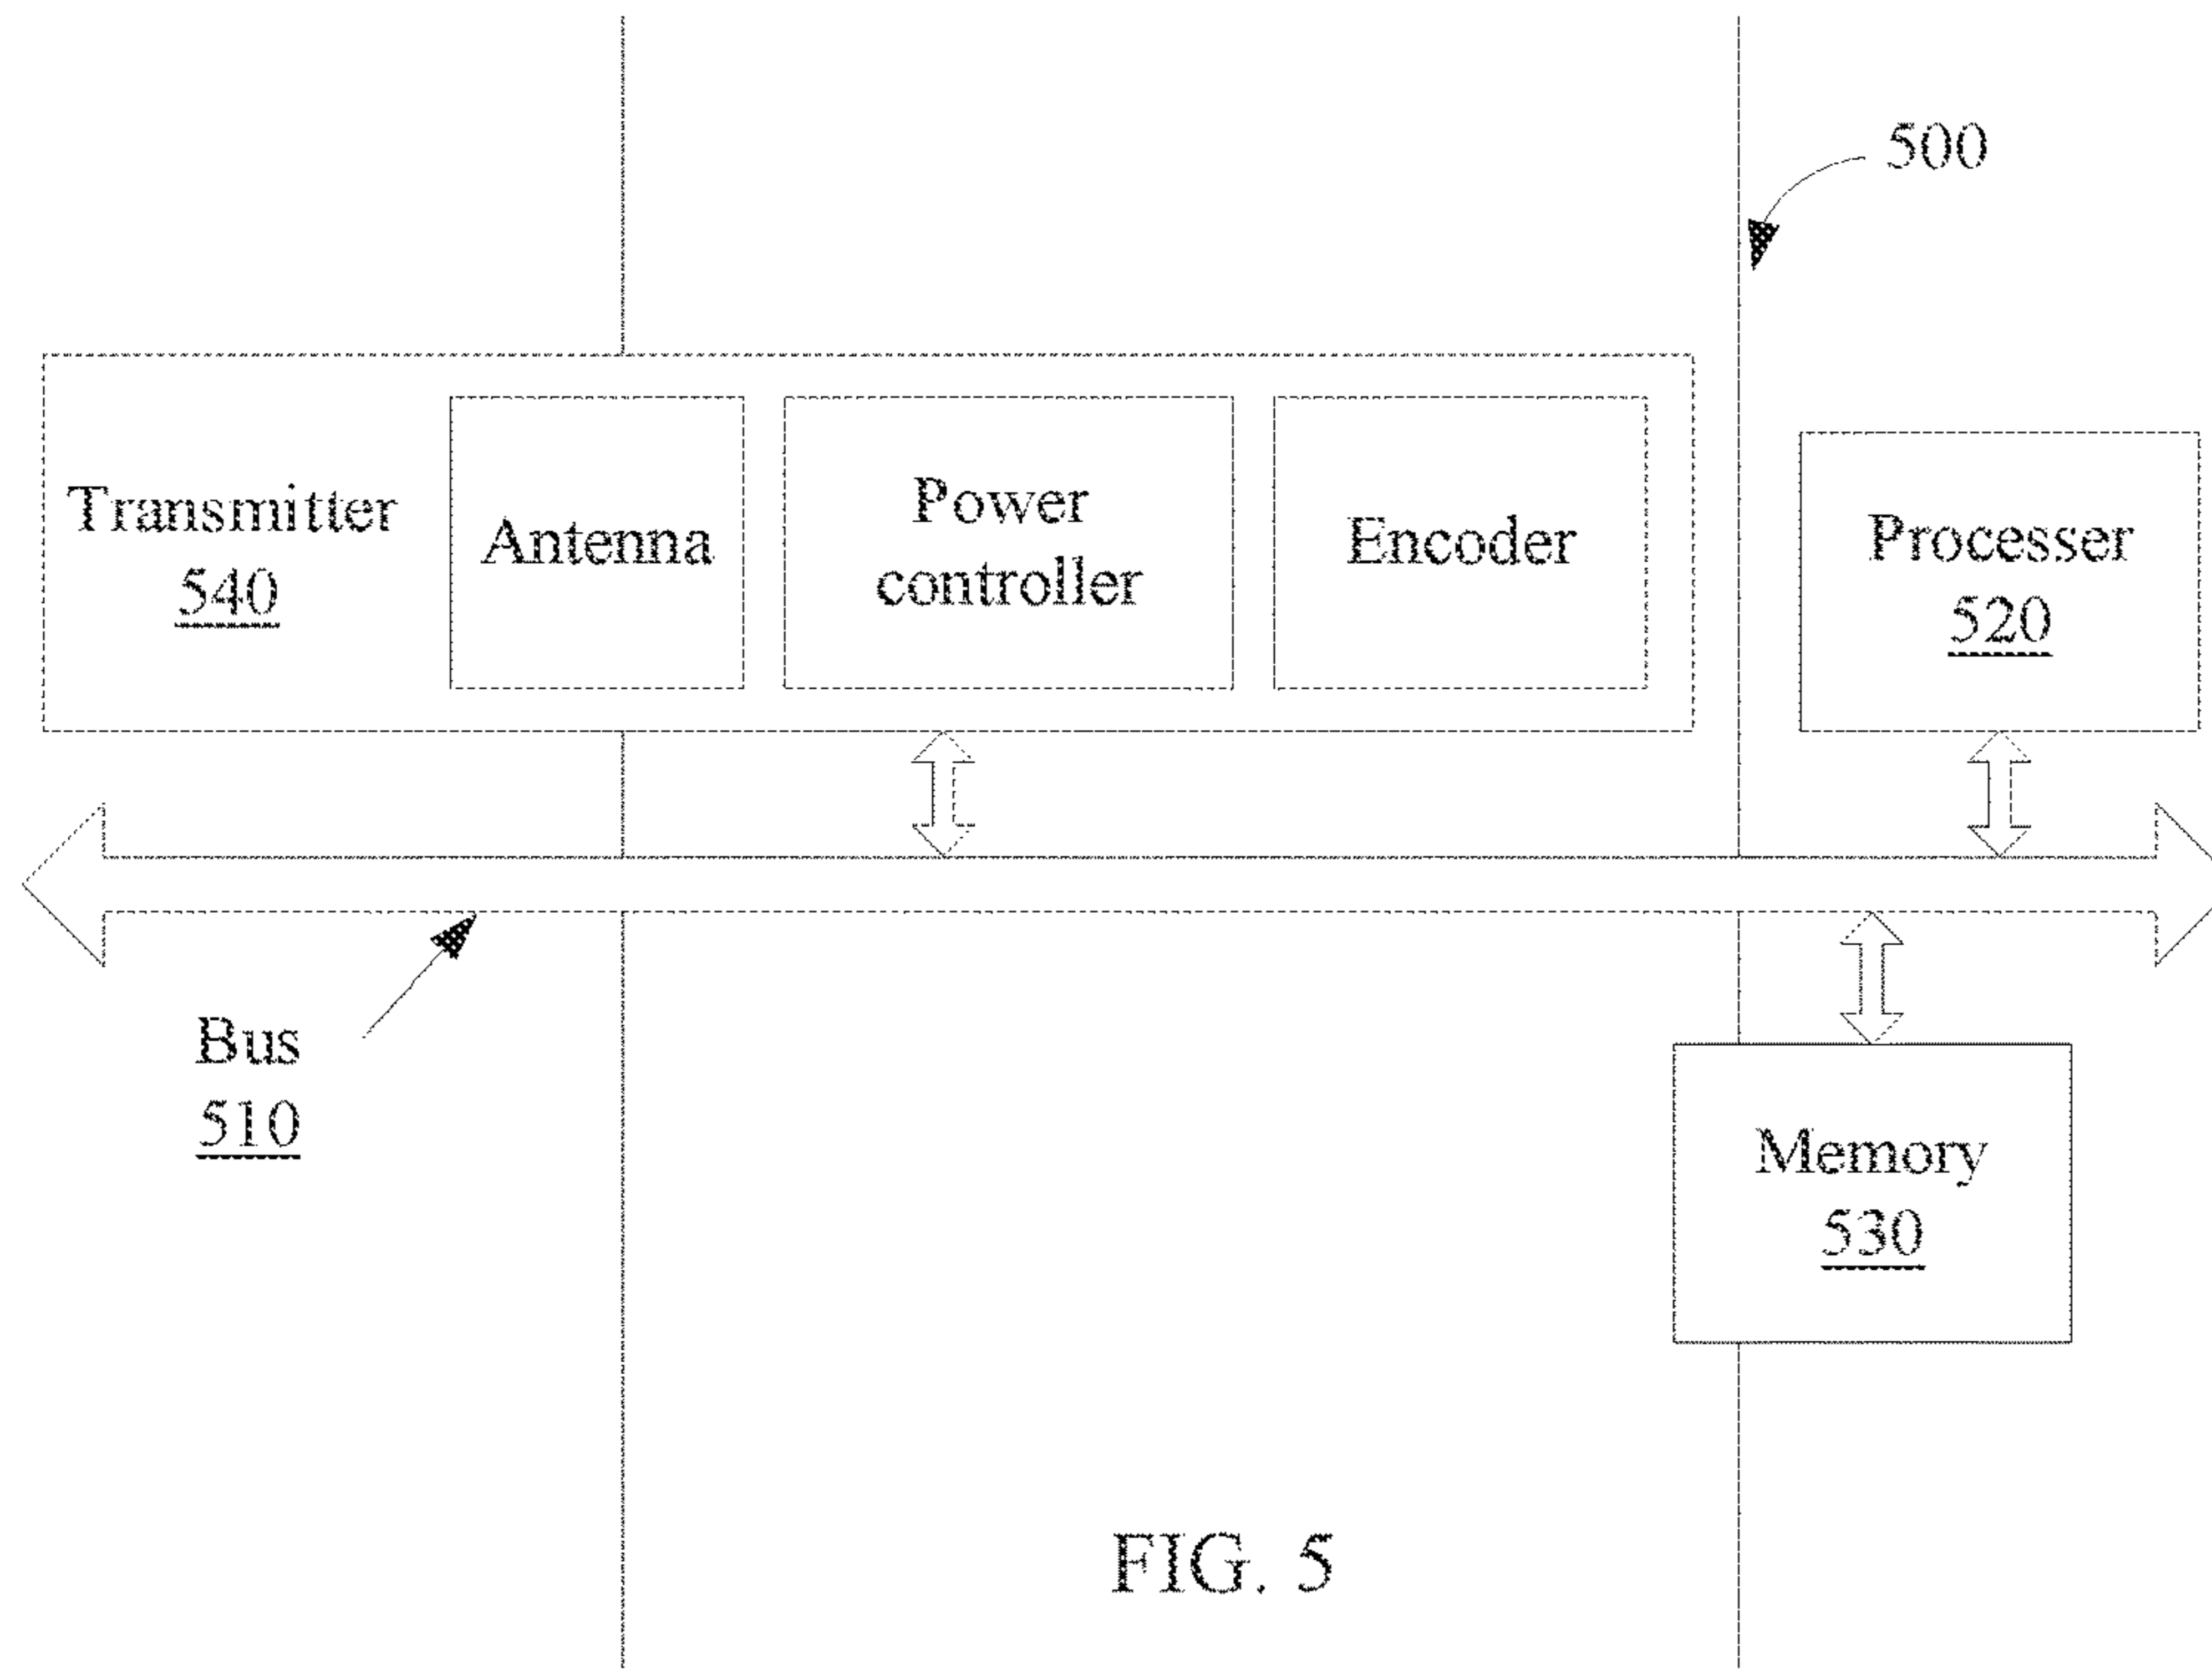 500
Transmitter
540
Antenna
Power
controller
Encoder
Processer
520
Bus
510
Memory
530
FIG. 5